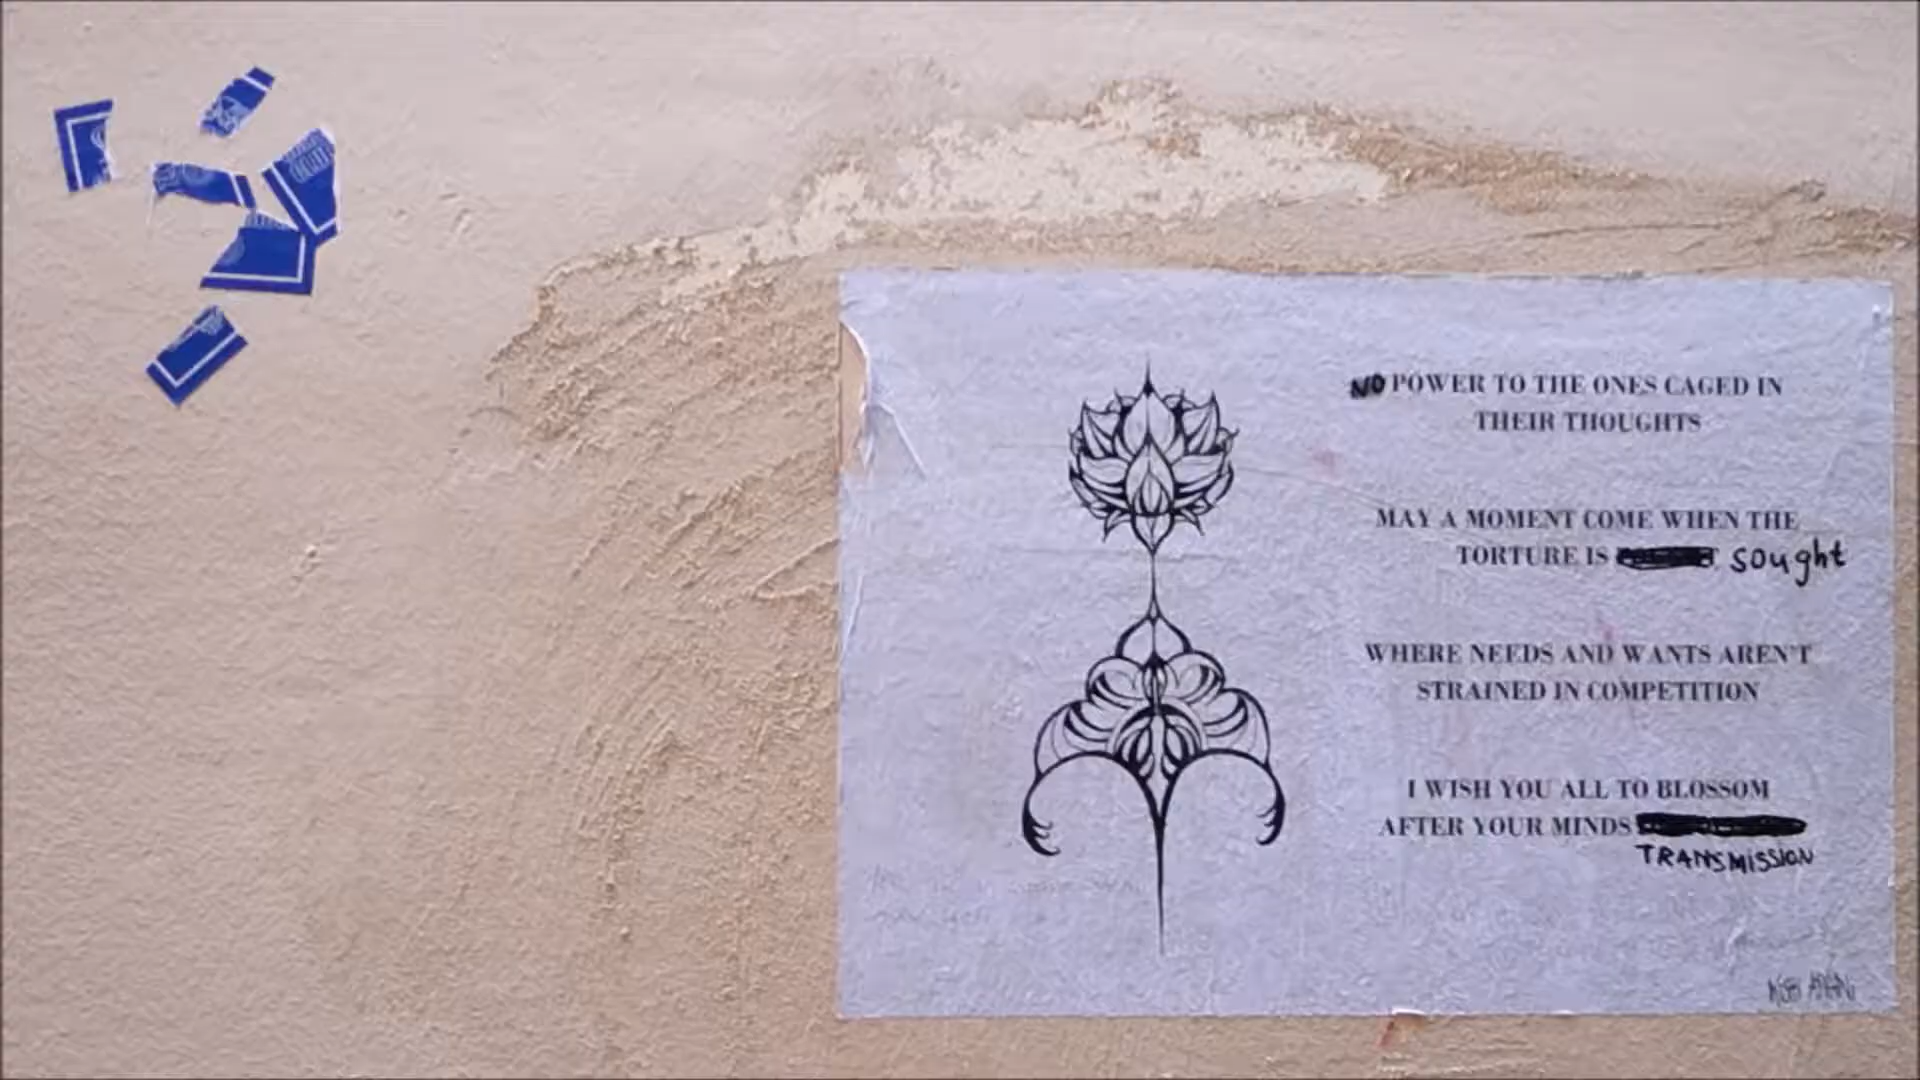 NO POWER TO THE ONES CAGED IN
THEIR THOUGHTS
MAY A MOMENT COME WHEN THE
TORTURE IS sought
WHERE NEEDS AND WANTS AREN'T
STRAINED IN COMPETITION
I WISH YOU ALL TO BLOSSOM
AFTER YOUR MINDS
TRANSMISSION